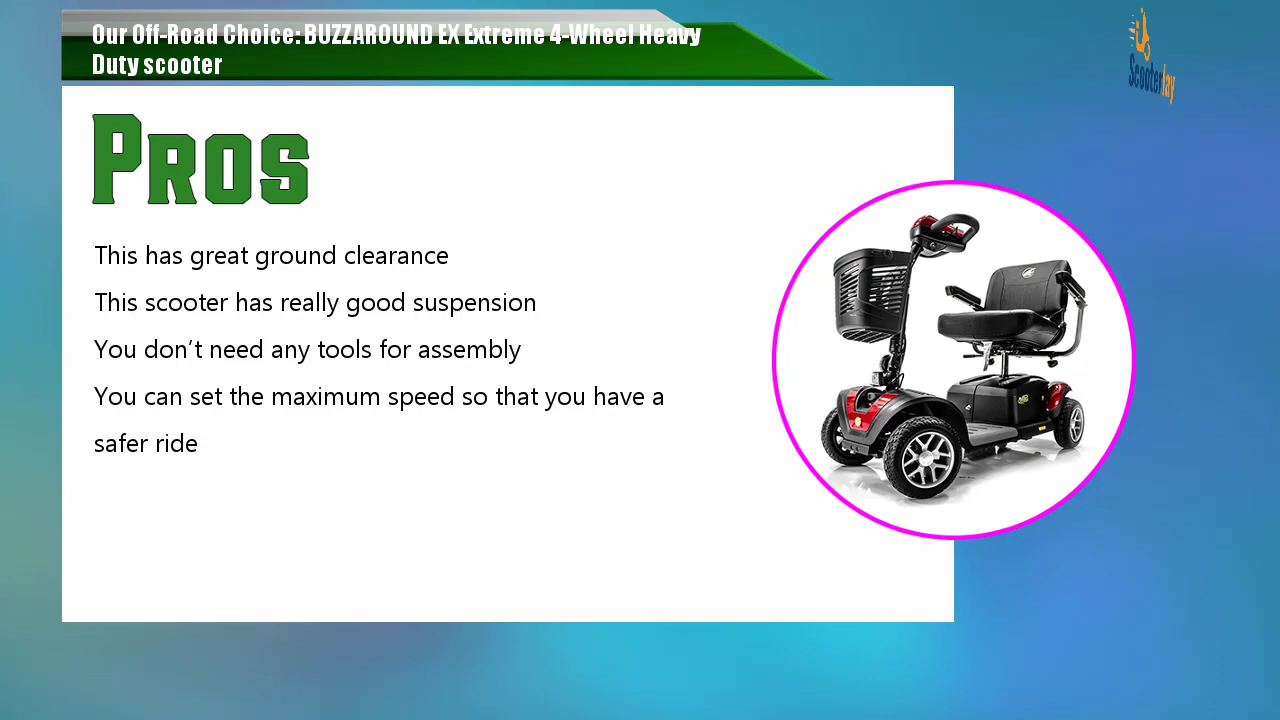 Our Off-Road Choice: BUZZAROUND EX Extreme 4-Wheel Heavy
Duty scooter
Scooterlay
Pros
This has great ground clearance
This scooter has really good suspension
You don’t need any tools for assembly
You can set the maximum speed so that you have a
safer ride